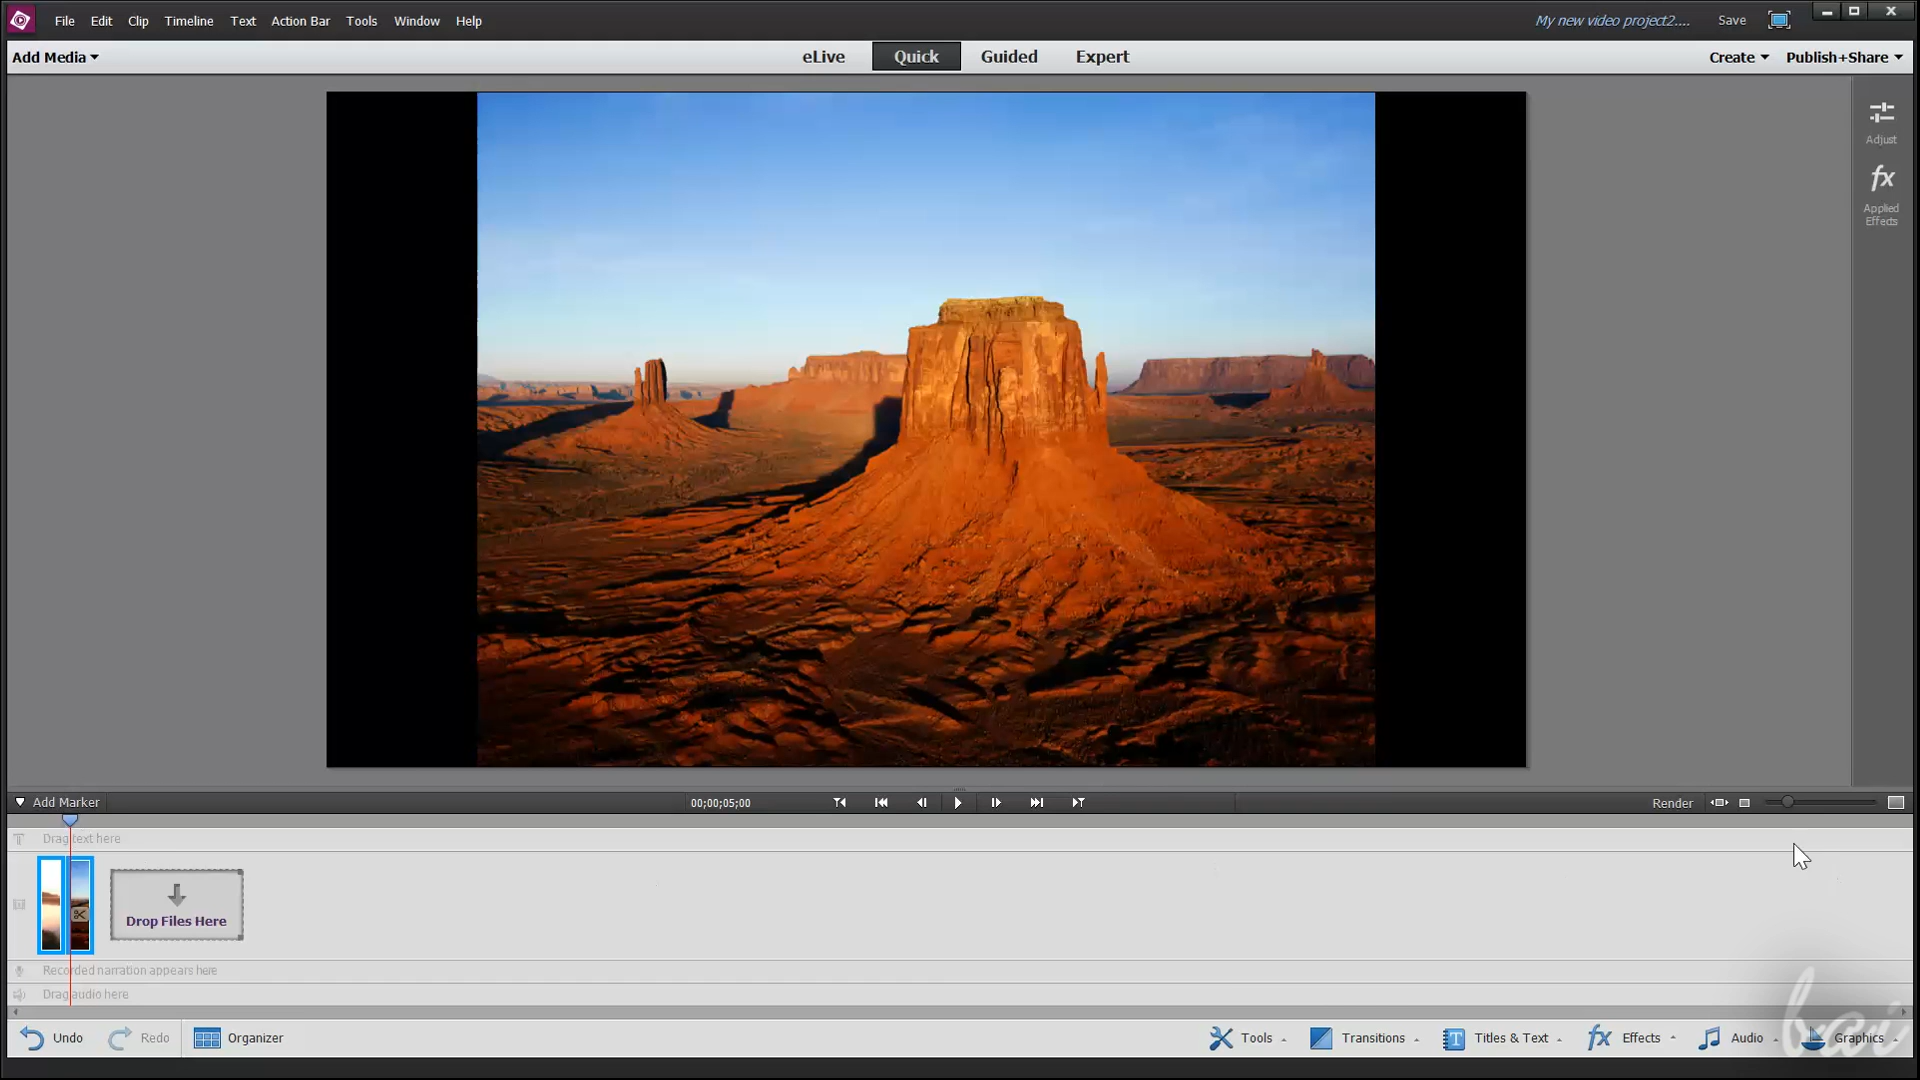 File Edit Clip Timeline Text Action Bar Tools Window Help
My new video project2.... Save
Add Media eLive Quick Guided Expert Create Publish+Share
Adjust
fx
Applied
Effects
Add Marker 00;00;05;00 Render
Drag text here
Drop Files Here
Recorded narration appears here
Drag audio here
Undo Redo Organizer Tools Transitions Titles & Text fx Effects Audio Graphics